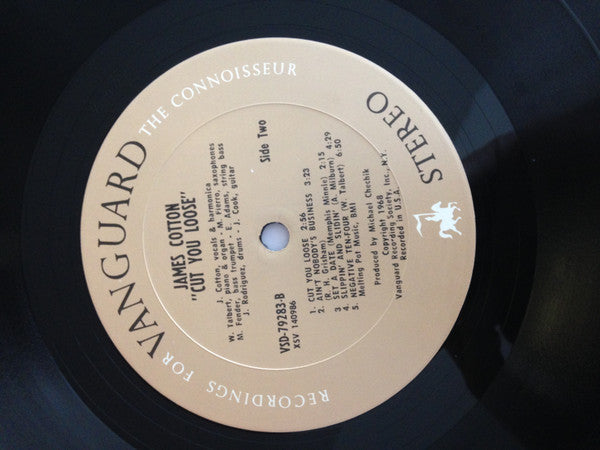 RECORDINGS FOR VANGUARD THE CONNOISSEUR
STEREO
JAMES COTTON
"CUT YOU LOOSE"
J. Cotton, vocals & harmonica
W. Talbert, piano & organ - M. Fierro, saxophones
M. Fender, bass trumpet - E. Adams, string bass
J. Rodriguez, drums - J. Cook, guitar
Side Two
VSD-79283-B
XSV 140986
1. CUT YOU LOOSE 2:56
2. AIN'T NOBODY'S BUSINESS 3:23
3 SET A DATE (Memphis Minnie) 2:15
4. SLIPPIN' AND SLIDIN' (A. Milburn) 4:29
5. NEGATIVE TEN-FOUR (W. Talbert) 6:50
Melting Pot Music, BMI
Produced by Michael Chechik
Copyright 1968
Vanguard Recording Society, Inc., N.Y.
Recorded in U.S.A.